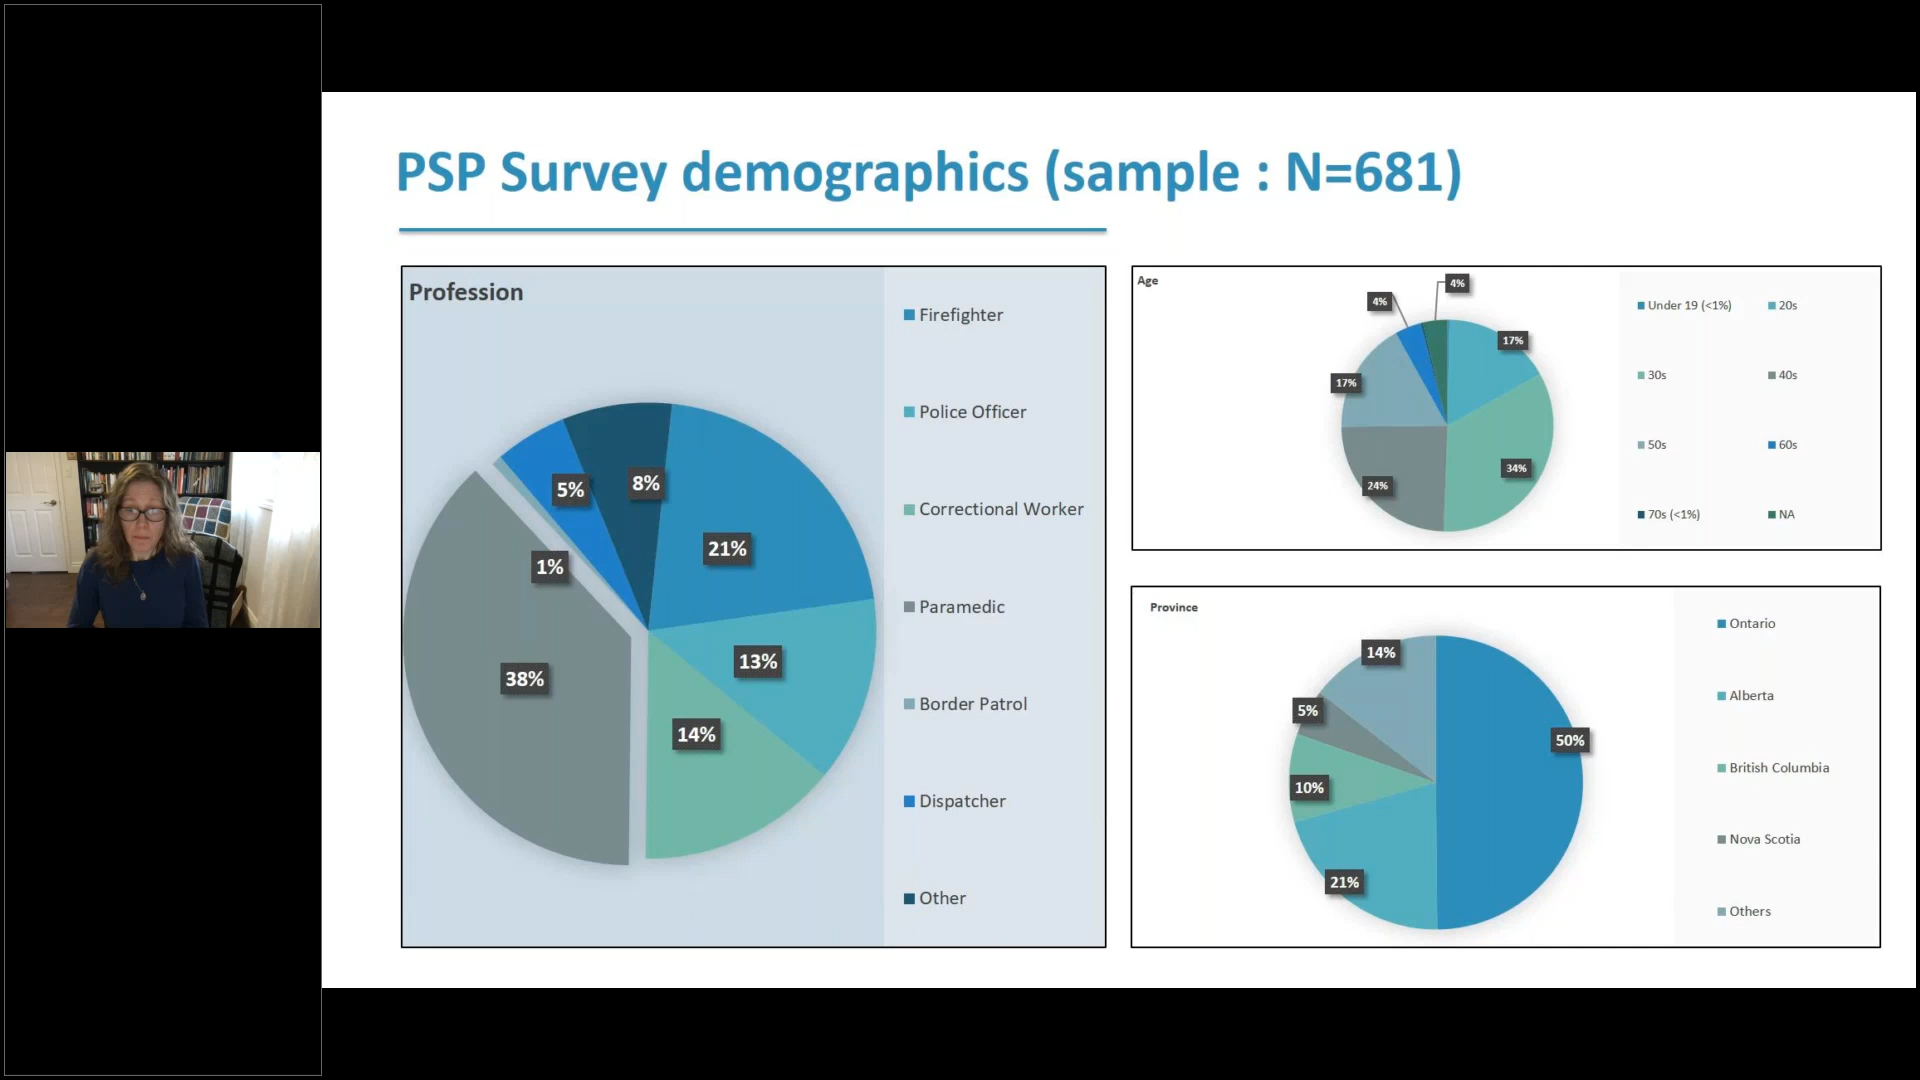 PSP Survey demographics (sample : N=681)
Profession
Firefighter
Police Officer
Correctional Worker
Paramedic
Border Patrol
Dispatcher
Other
5%
8%
21%
1%
13%
38%
14%
Age
4%
4%
17%
17%
34%
24%
Under 19 (<1%) 20s
30s 40s
50s 60s
70s (<1%) NA
Province
14%
5%
50%
10%
21%
Ontario
Alberta
British Columbia
Nova Scotia
Others